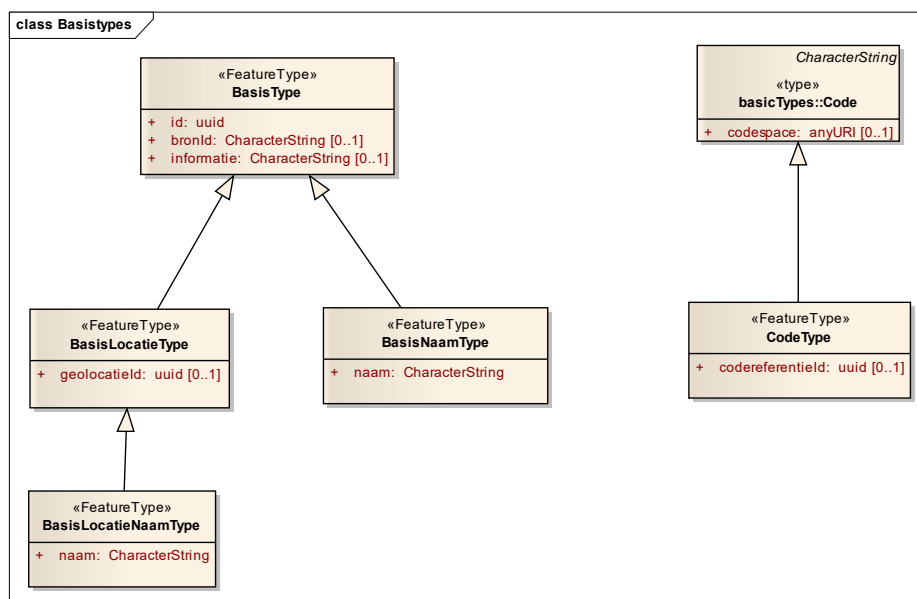 class Basistypes
«FeatureType»
BasisType
+ id: uuid
+ bronId: CharacterString [0..1]
+ informatie: CharacterString [0..1]
CharacterString
«type»
basicTypes::Code
+ codespace: anyURI [0..1]
«FeatureType»
BasisLocatieType
+ geolocatieId: uuid [0..1]
«FeatureType»
BasisNaamType
+ naam: CharacterString
«FeatureType»
CodeType
+ codereferentieId: uuid [0..1]
«FeatureType»
BasisLocatieNaamType
+ naam: CharacterString